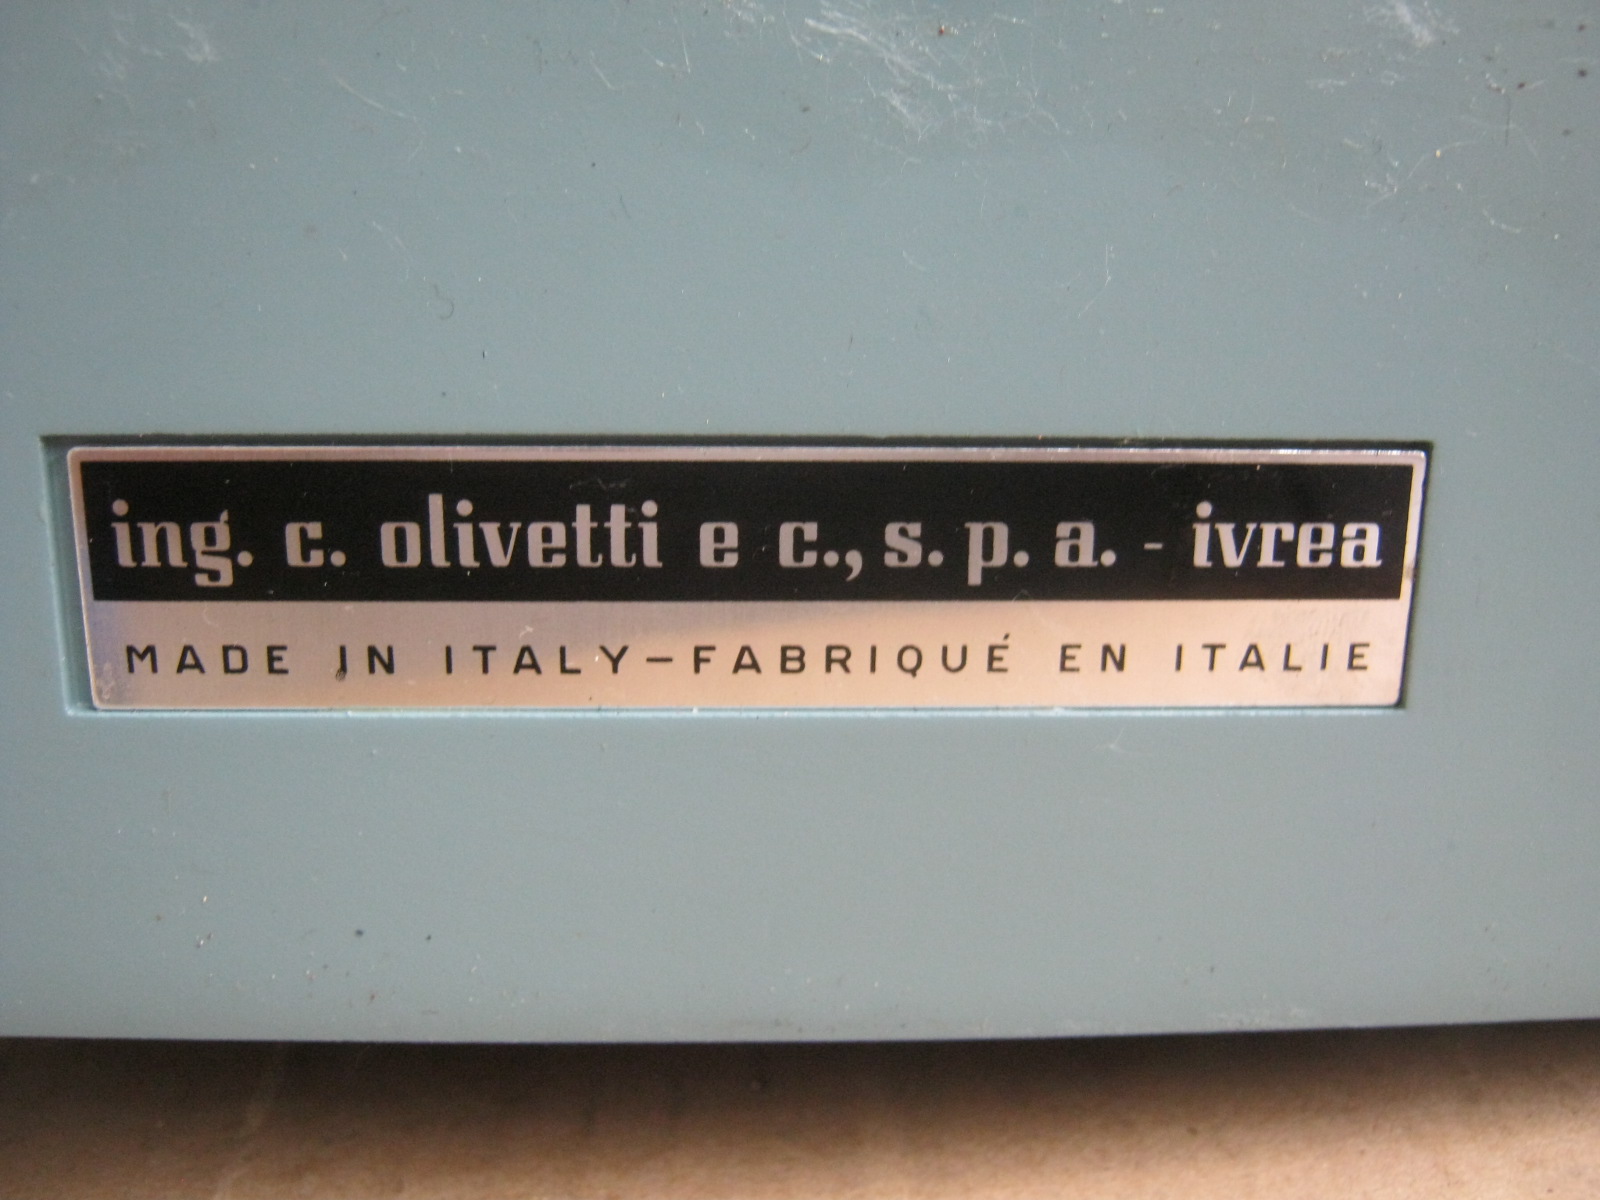 ing. c. olivetti e c., s. p. a. - ivrea
MADE IN ITALY — FABRIQUÉ EN ITALIE